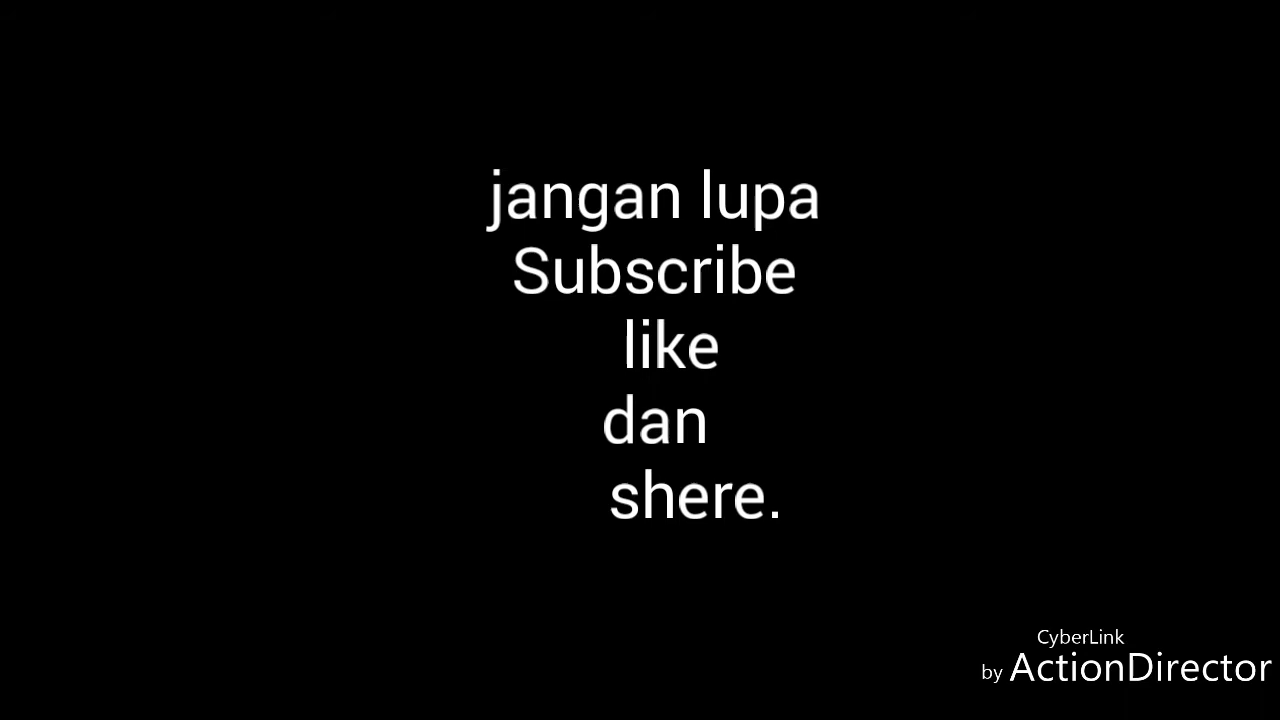 jangan lupa
Subscribe
like
dan
shere.
CyberLink
by ActionDirector